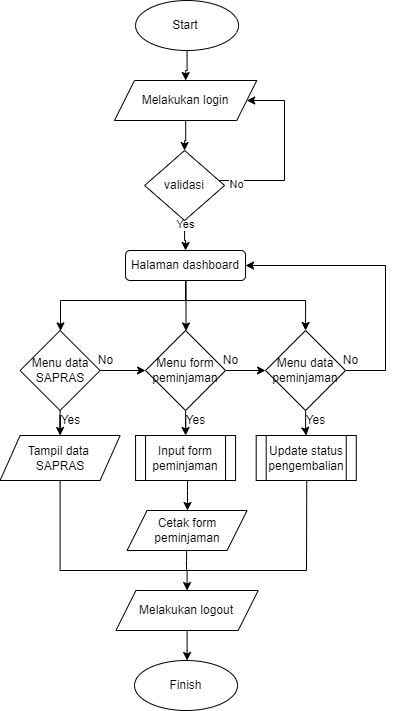 Start
Melakukan login
validasi
No
Yes
Halaman dashboard
Menu data
SAPRAS
No
Menu form
peminjaman
No
Menu data
peminjaman
No
Yes
Yes
Yes
Tampil data
SAPRAS
Input form
peminjaman
Update status
pengembalian
Cetak form
peminjaman
Melakukan logout
Finish